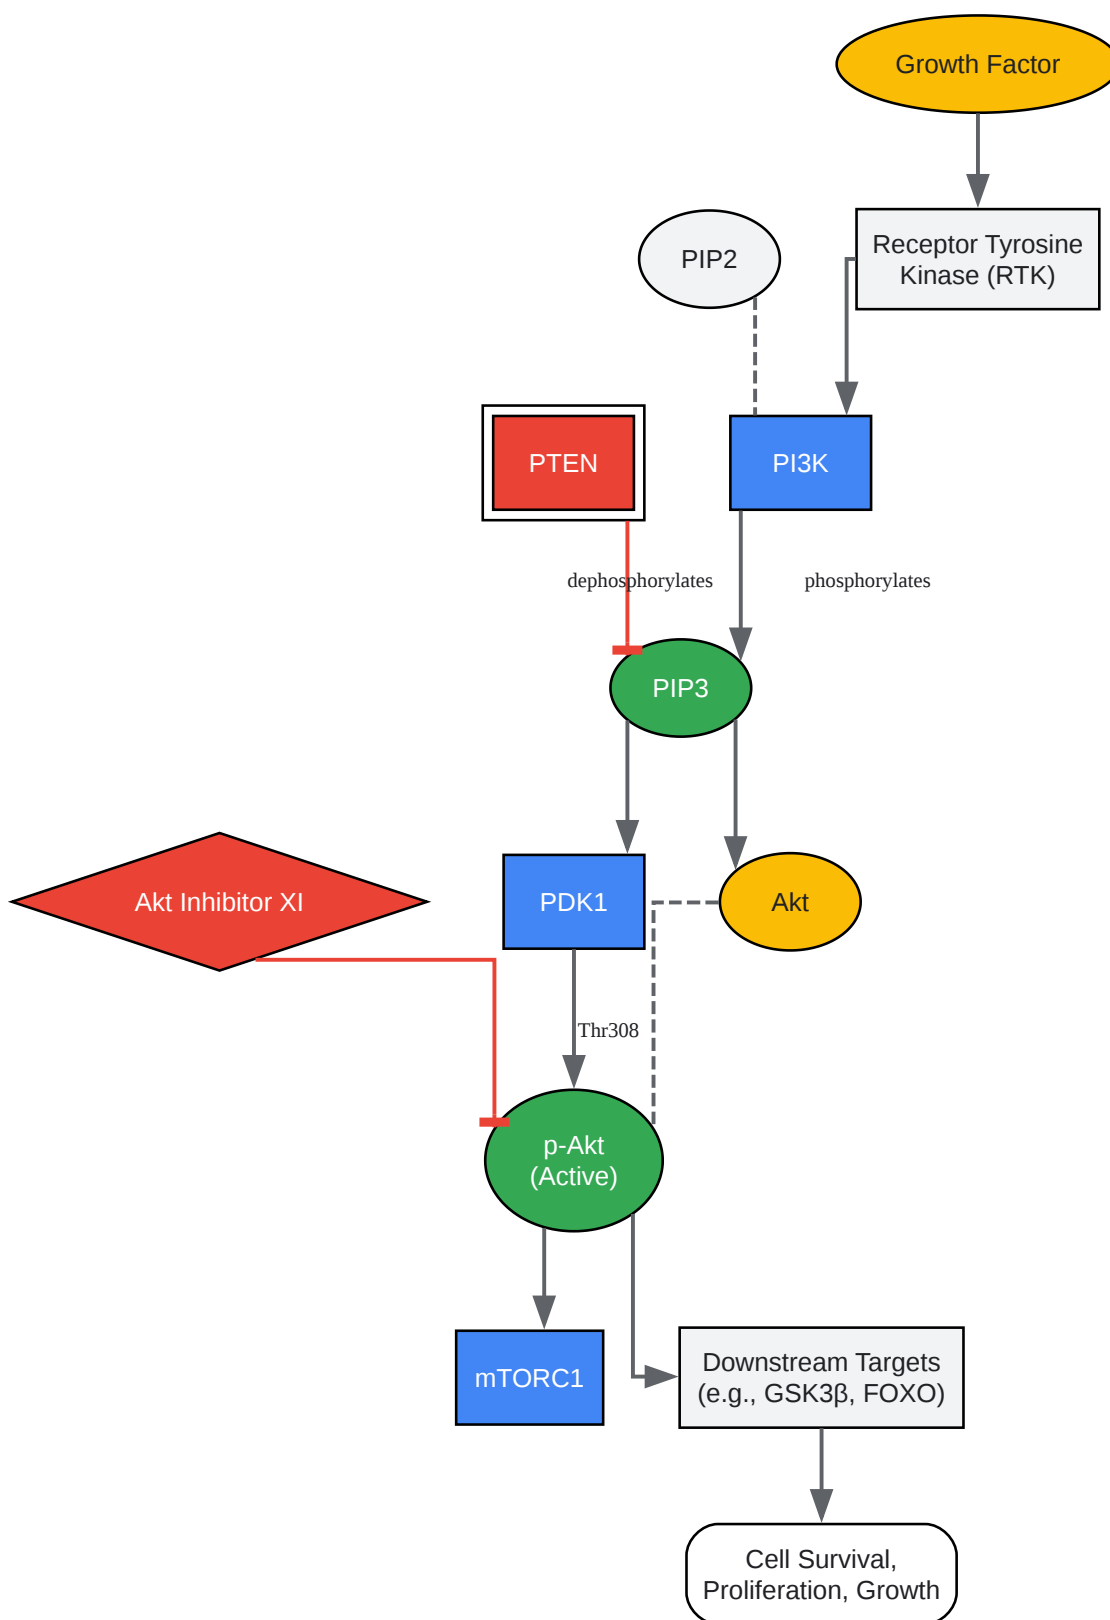 Growth Factor
Receptor Tyrosine
Kinase (RTK)
PIP2
PTEN
PI3K
dephosphorylates
phosphorylates
PIP3
Akt Inhibitor XI
PDK1
Akt
Thr308
p-Akt
(Active)
mTORC1
Downstream Targets
(e.g., GSK3β, FOXO)
Cell Survival,
Proliferation, Growth